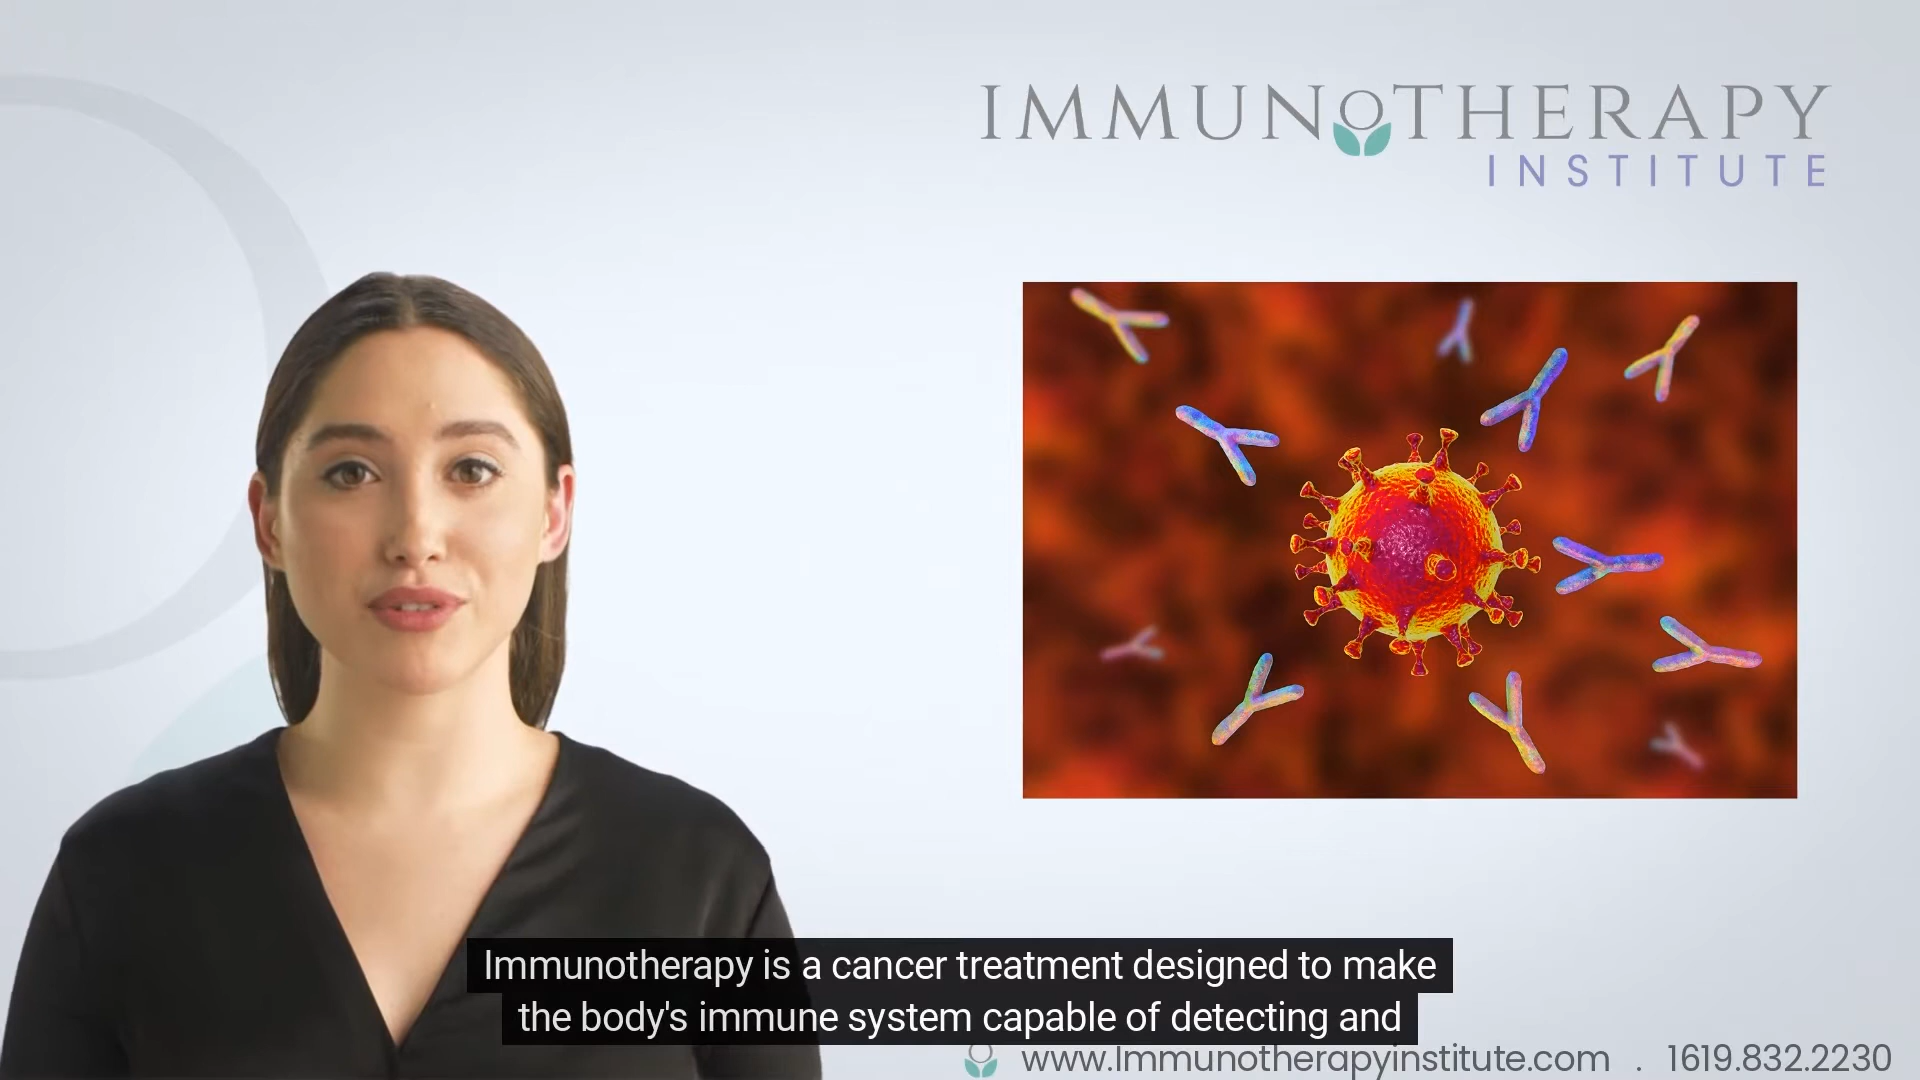 IMMUNOTHERAPY
INSTITUTE
Immunotherapy is a cancer treatment designed to make
the body's immune system capable of detecting and
www.Immunotherapyinstitute.com . 1619.832.2230